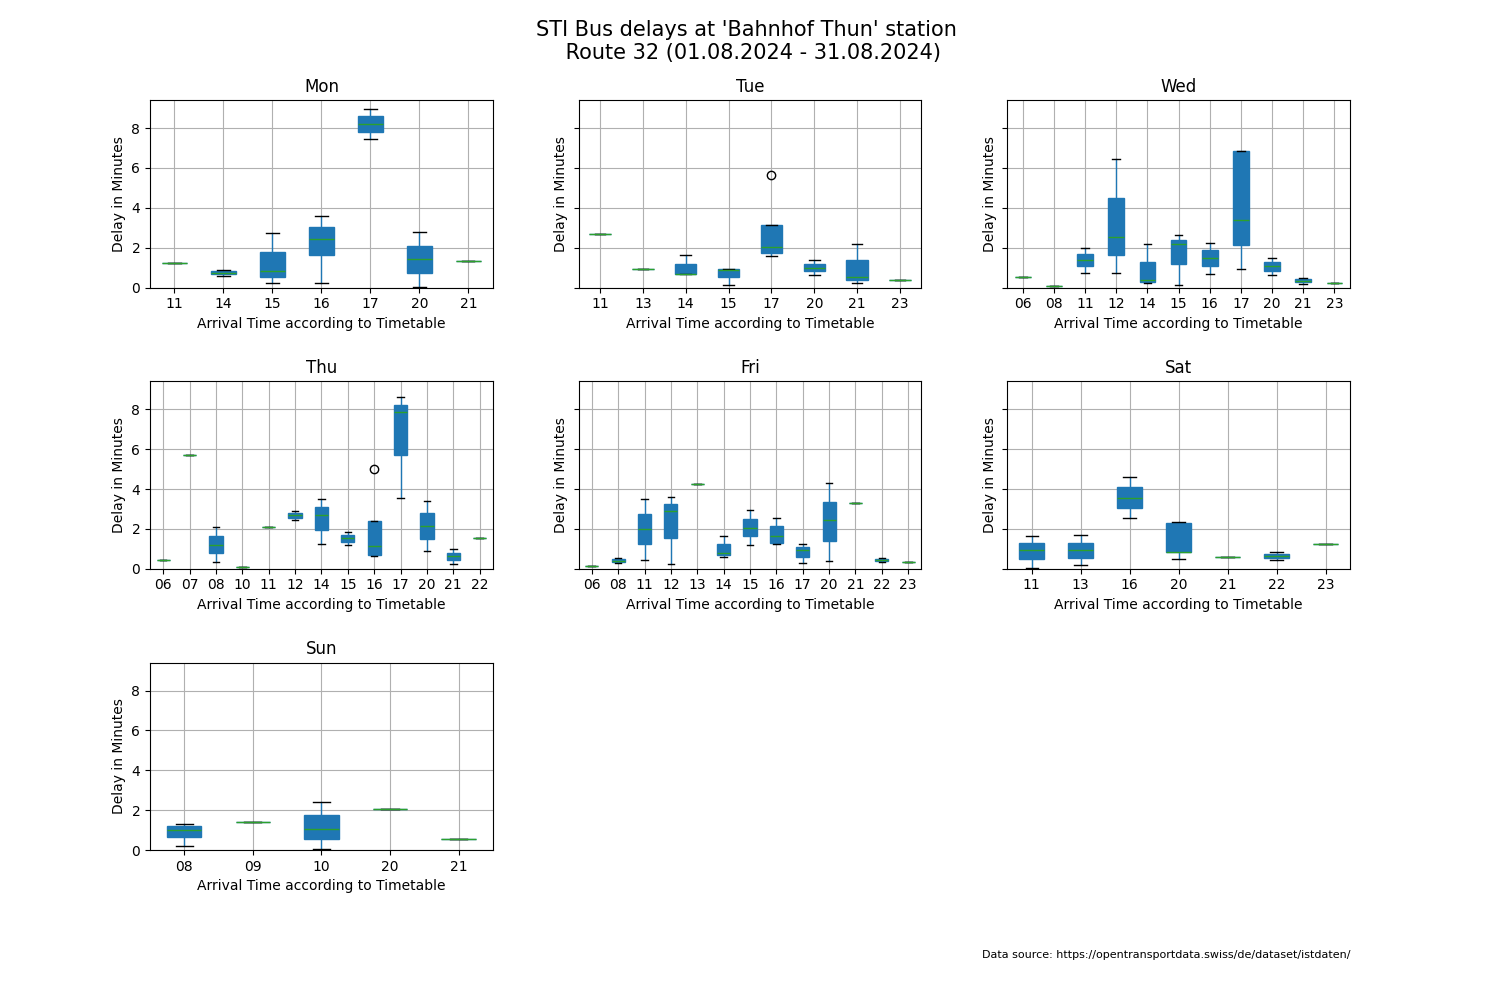 STI Bus delays at 'Bahnhof Thun' station
Route 32 (01.08.2024 - 31.08.2024)
Mon
Delay in Minutes
8
6
4
2
0
11 14 15 16 17 20 21
Arrival Time according to Timetable
Tue
Delay in Minutes
11 13 14 15 17 20 21 23
Arrival Time according to Timetable
Wed
Delay in Minutes
06 08 11 12 14 15 16 17 20 21 23
Arrival Time according to Timetable
Thu
Delay in Minutes
8
6
4
2
0
06 07 08 10 11 12 14 15 16 17 20 21 22
Arrival Time according to Timetable
Fri
Delay in Minutes
06 08 11 12 13 14 15 16 17 20 21 22 23
Arrival Time according to Timetable
Sat
Delay in Minutes
11 13 16 20 21 22 23
Arrival Time according to Timetable
Sun
Delay in Minutes
8
6
4
2
0
08 09 10 20 21
Arrival Time according to Timetable
Data source: https://opentransportdata.swiss/de/dataset/istdaten/